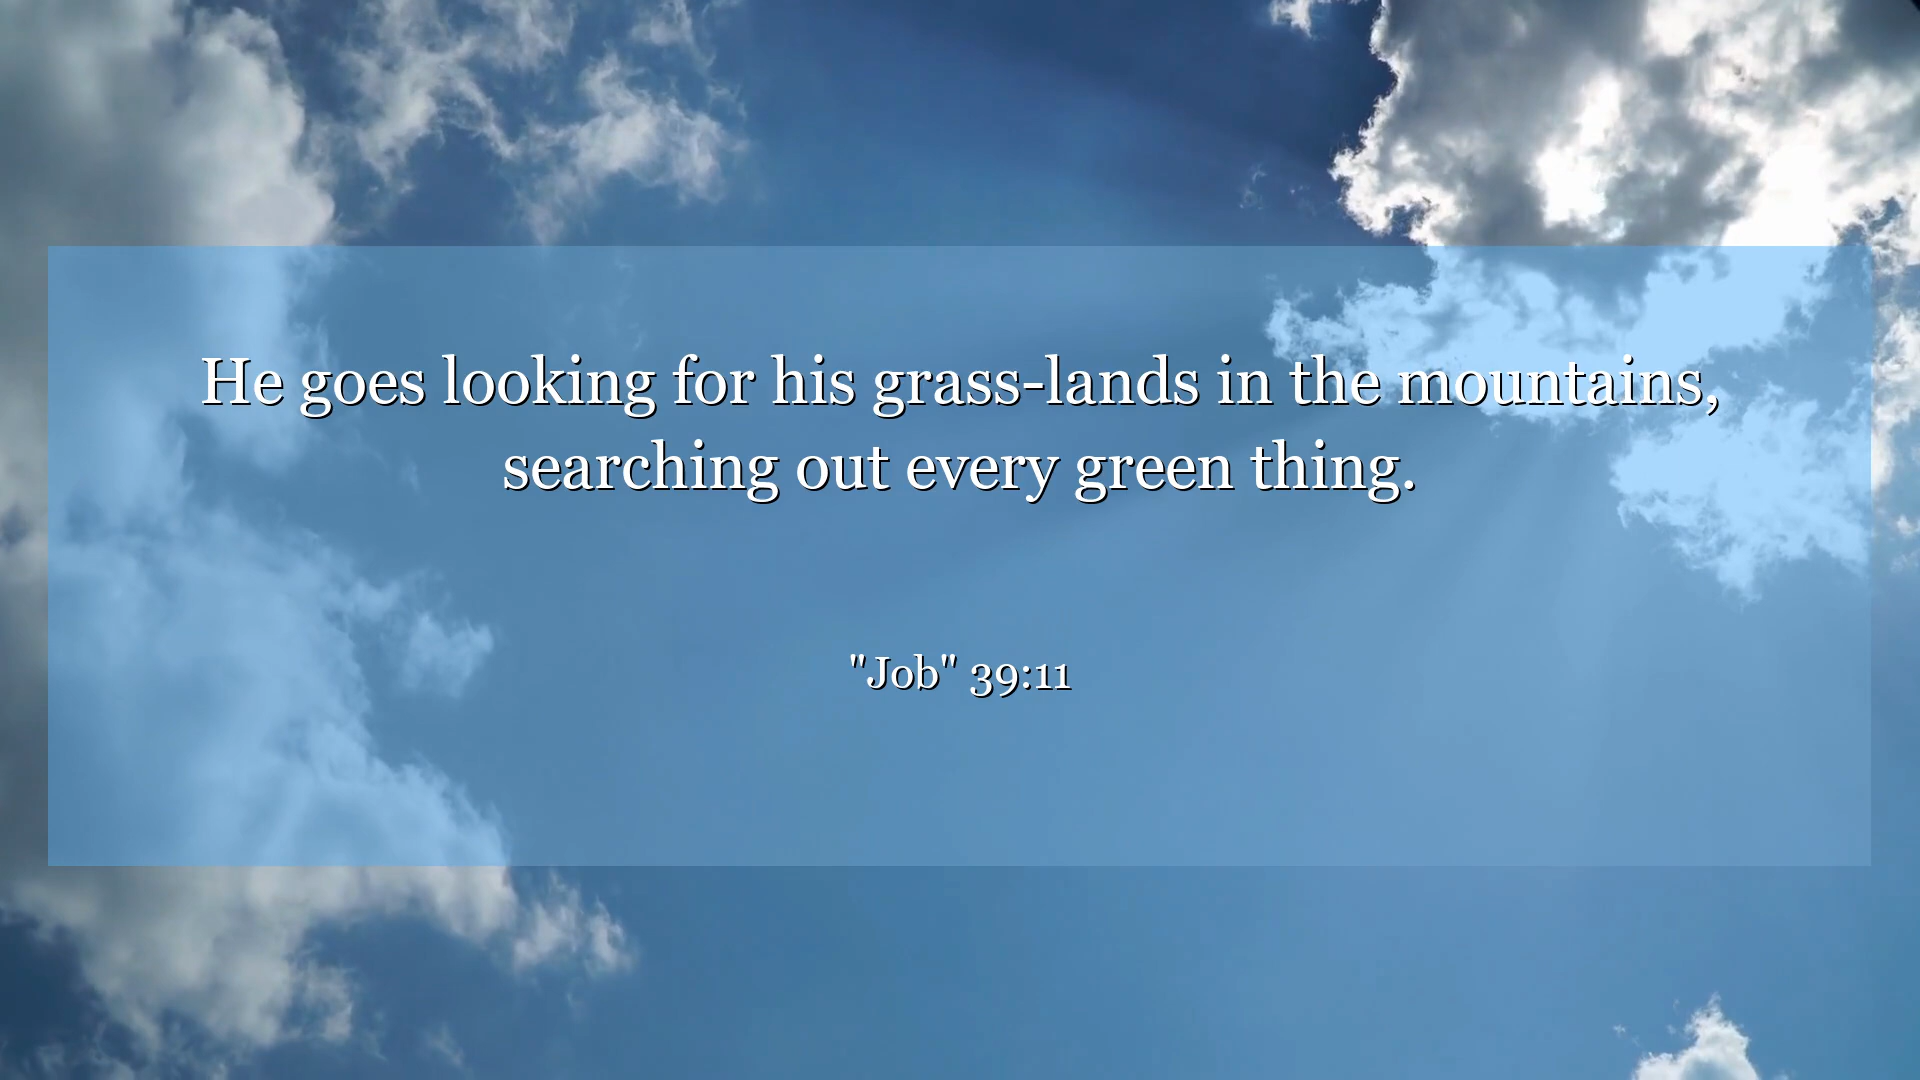 He goes looking for his grass-lands in the mountains,
searching out every green thing.
"Job" 39:11